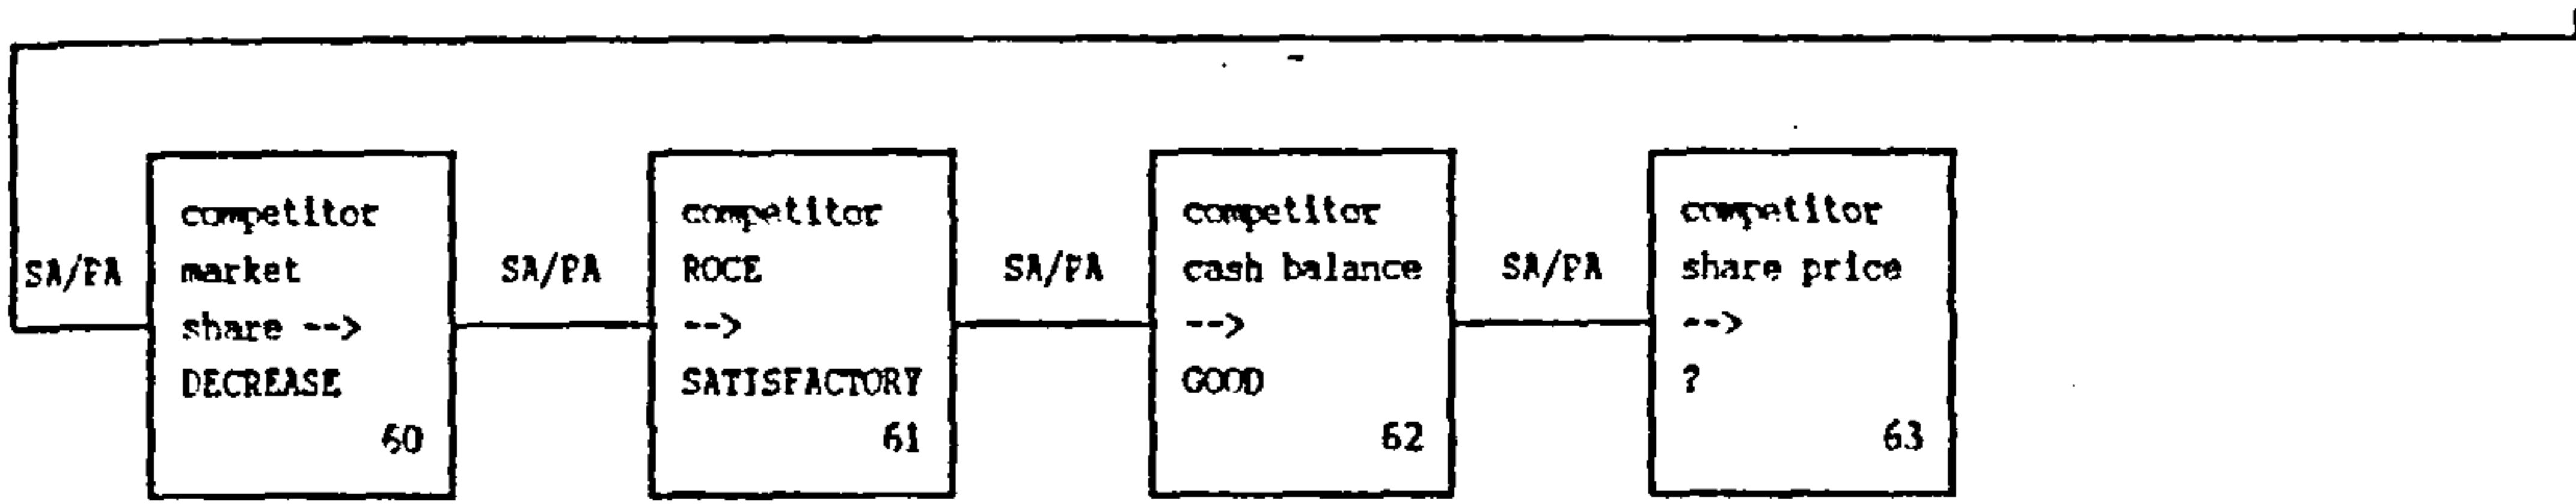 SA/PA
competitor
market
share -->
DECREASE
60
SA/PA
competitor
ROCE
-->
SATISFACTORY
61
SA/PA
competitor
cash balance
-->
GOOD
62
SA/PA
competitor
share price
-->
?
63